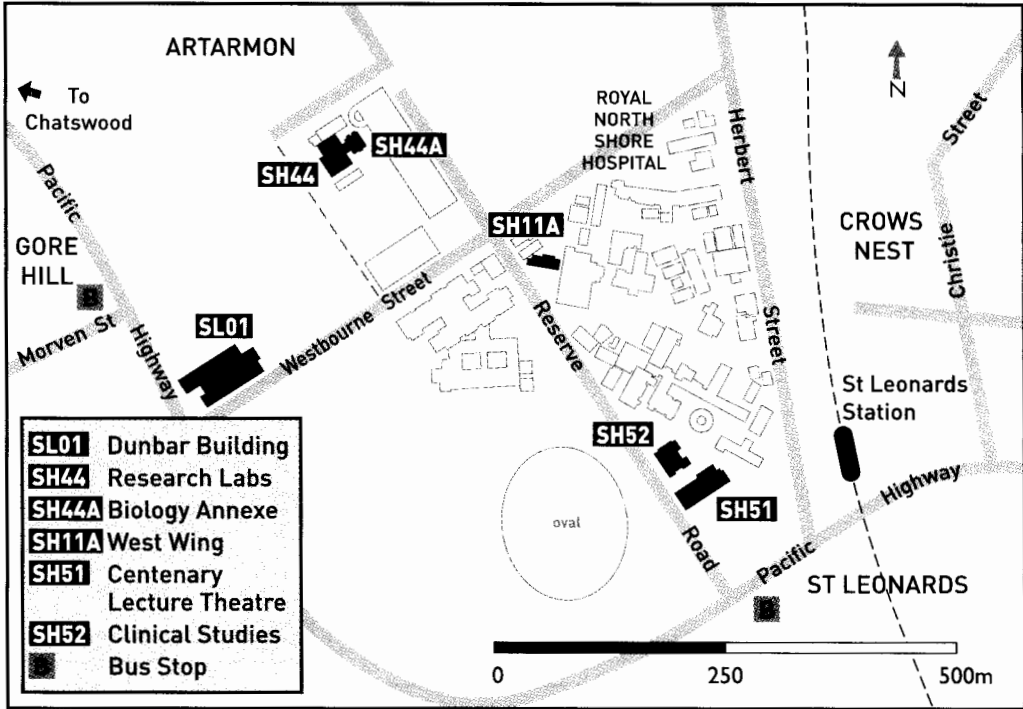 ARTARMON
To
Chatswood
ROYAL
NORTH
SHORE
HOSPITAL
N
Street
Herbert
SH44A
SH44
Pacific
SH11A
CROWS
NEST
GORE
HILL
B
Christie
Morven St
Highway
SL01
Westbourne Street
Reserve
Street
St Leonards
Station
SH52
SH51
Highway
oval
Road
Pacific
ST LEONARDS
B
SL01 Dunbar Building
SH44 Research Labs
SH44A Biology Annexe
SH11A West Wing
SH51 Centenary
Lecture Theatre
SH52 Clinical Studies
B Bus Stop
0 250 500m